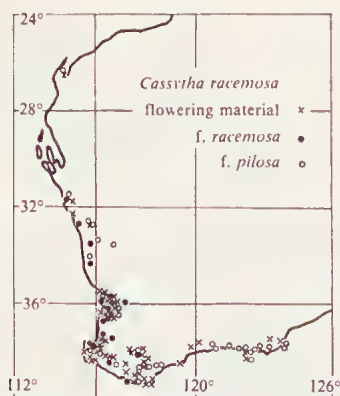 24°
Cassytha racemosa
flowering material ×
28°
f. racemosa ●
f. pilosa ○
32°
36°
112° 120° 126°